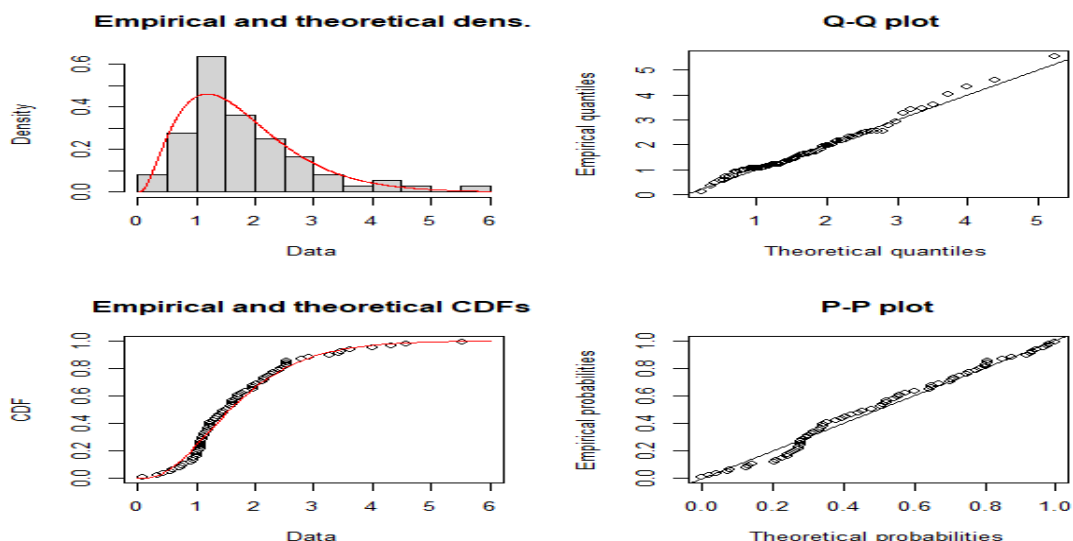 Empirical and theoretical dens.
Density
0.0 0.2 0.4 0.6
0 1 2 3 4 5 6
Data
Q-Q plot
Empirical quantiles
0 1 2 3 4 5
1 2 3 4 5
Theoretical quantiles
Empirical and theoretical CDFs
CDF
0.0 0.2 0.4 0.6 0.8 1.0
0 1 2 3 4 5 6
Data
P-P plot
Empirical probabilities
0.0 0.2 0.4 0.6 0.8 1.0
0.0 0.2 0.4 0.6 0.8 1.0
Theoretical probabilities